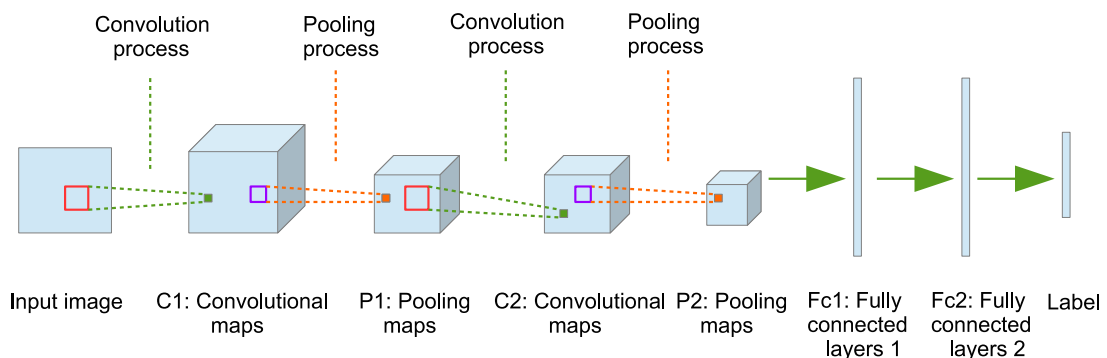 Convolution
process
Pooling
process
Convolution
process
Pooling
process
Input image
C1: Convolutional
maps
P1: Pooling
maps
C2: Convolutional
maps
P2: Pooling
maps
Fc1: Fully
connected
layers 1
Fc2: Fully
connected
layers 2
Label